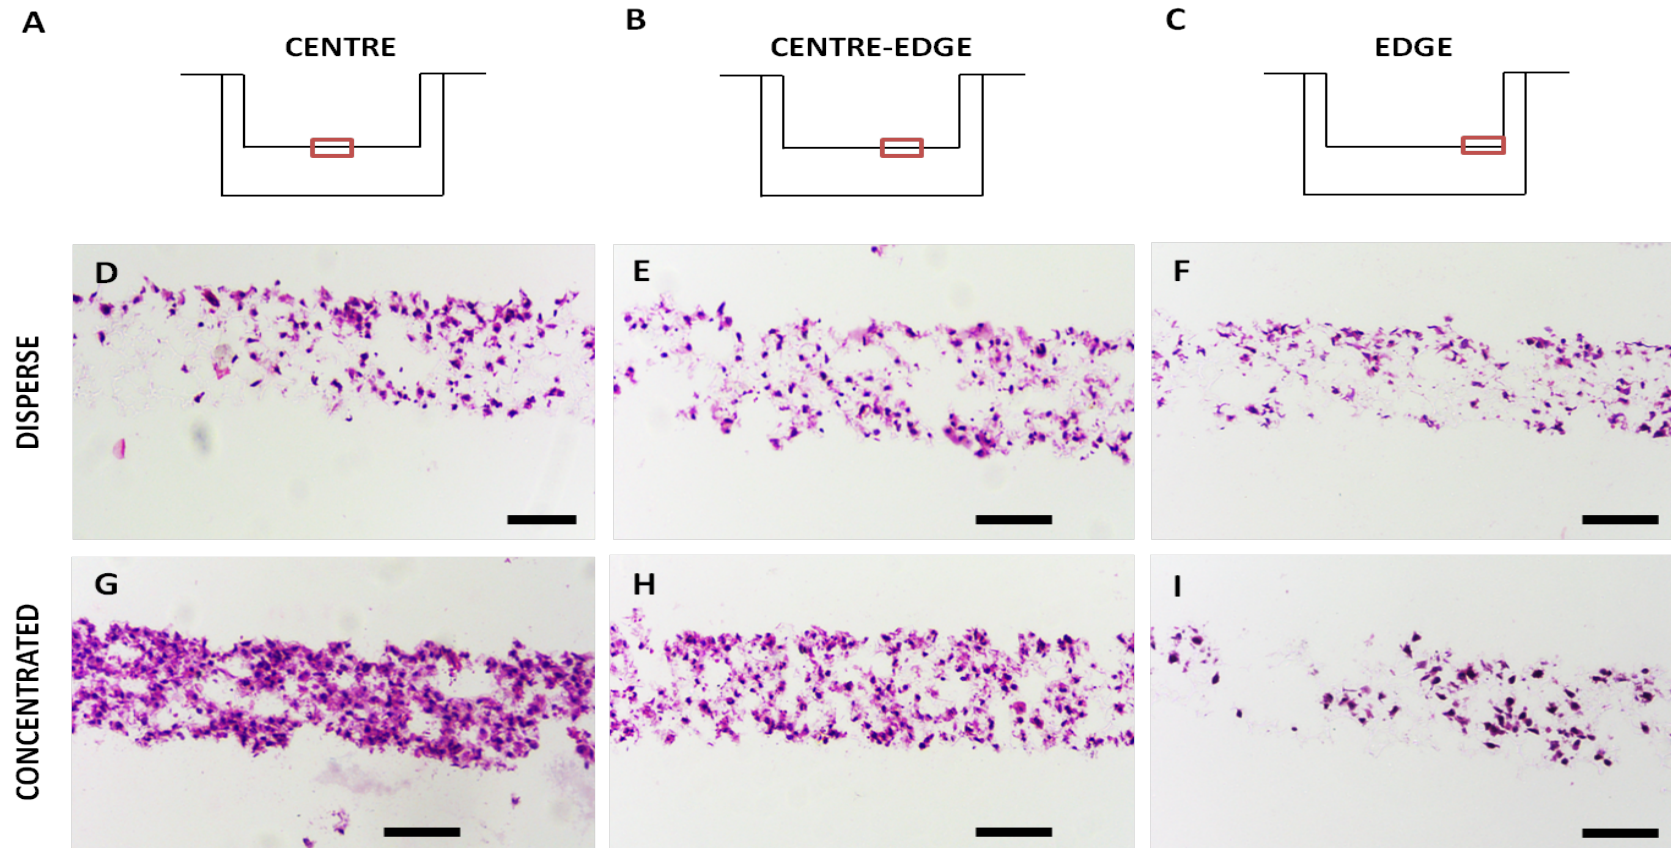 A
B
C
CENTRE
CENTRE-EDGE
EDGE
DISPERSE
D
E
F
CONCENTRATED
G
H
I